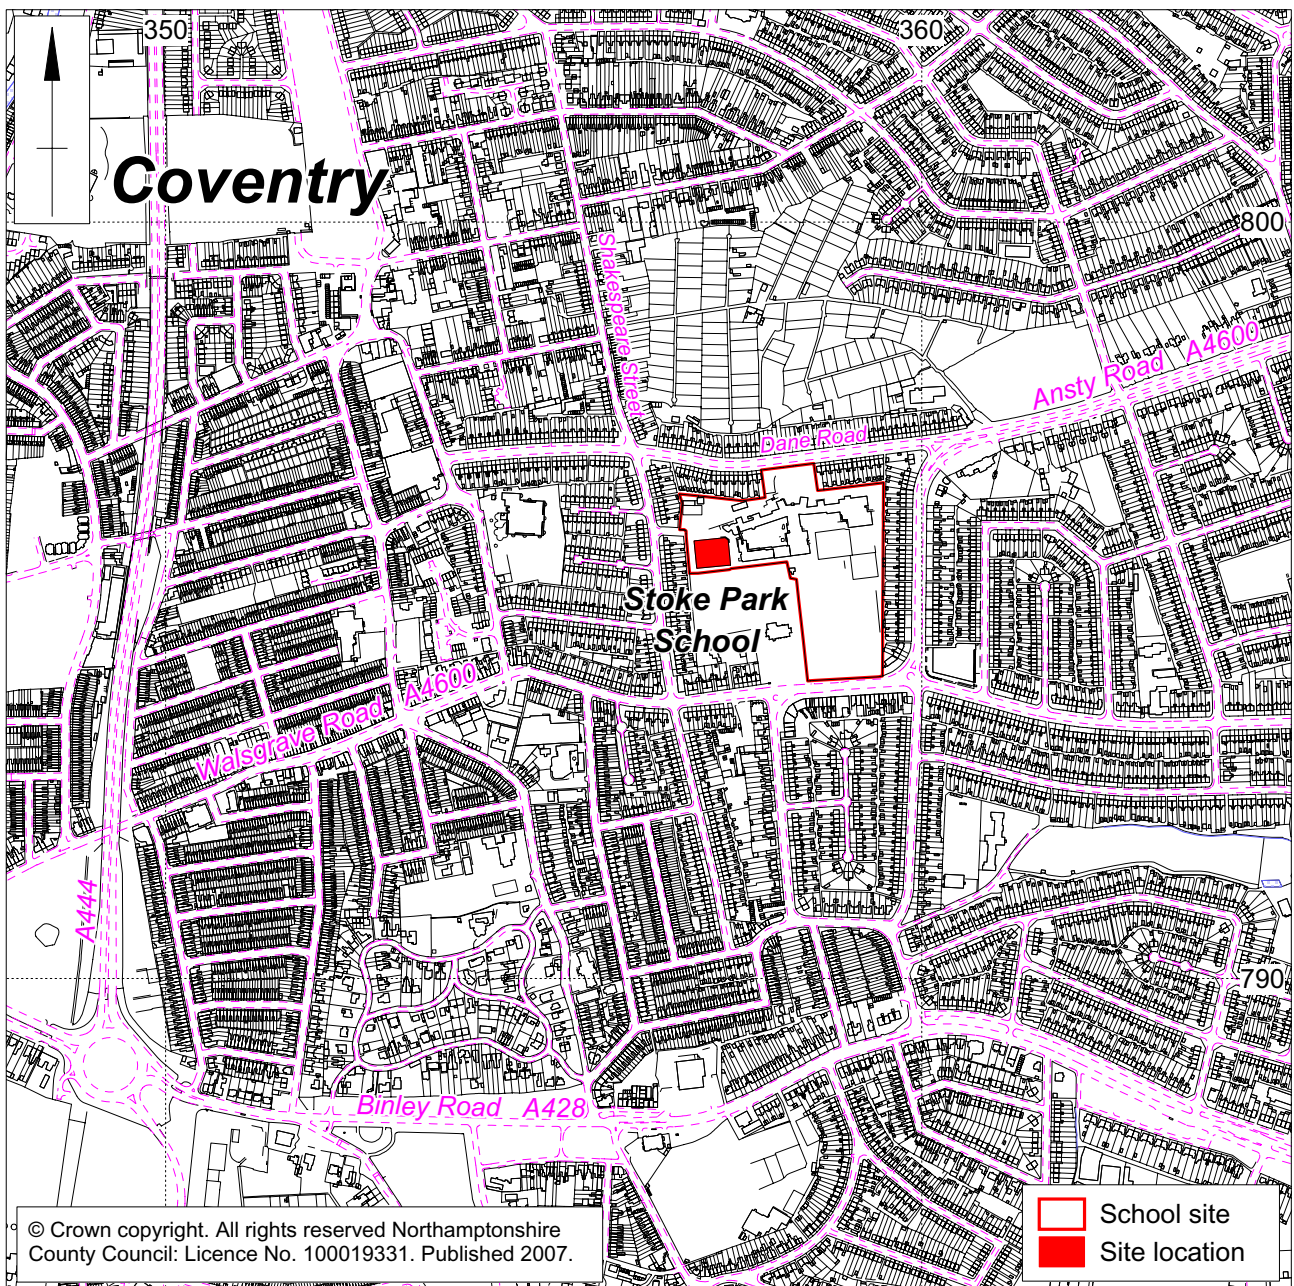 350
360
Coventry
800
Shakespeare Street
Ansty Road A4600
Dane Road
Stoke Park
School
Walsgrave Road A4600
A444
790
Binley Road A428
© Crown copyright. All rights reserved Northamptonshire
County Council: Licence No. 100019331. Published 2007.
School site
Site location